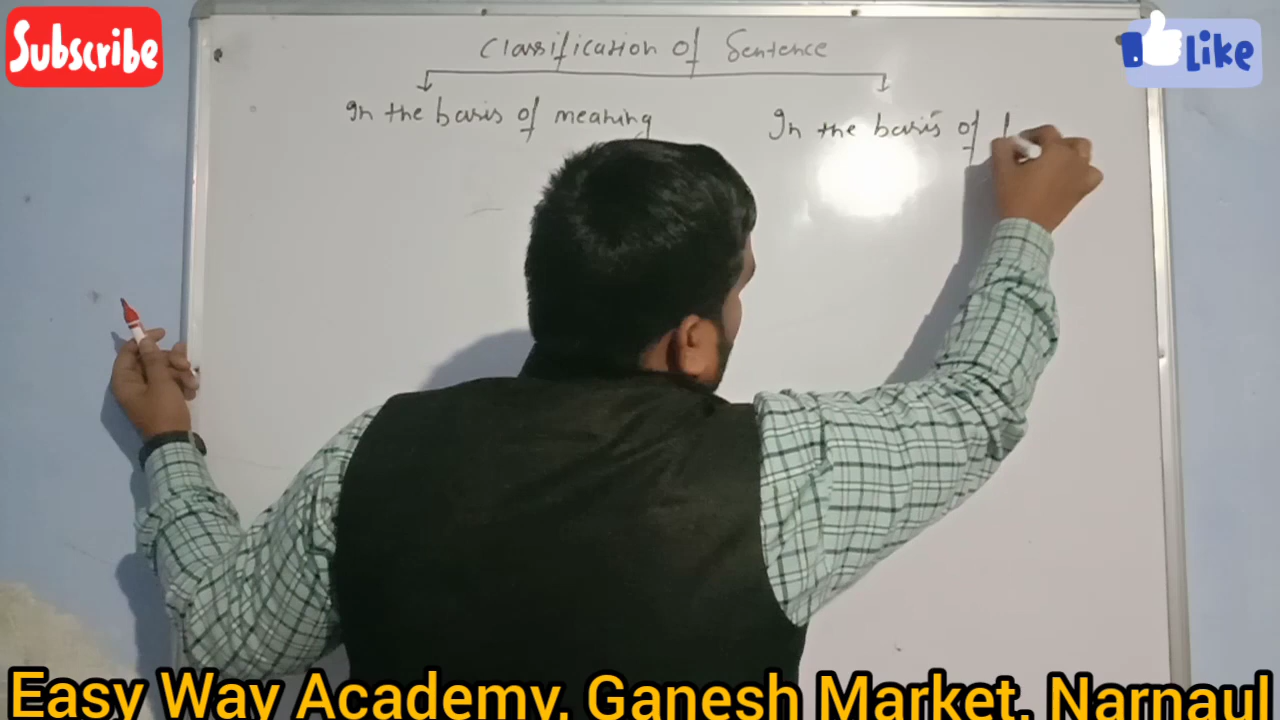 Subscribe
Like
Classification of Sentence
In the basis of meaning
In the basis of
Easy Way Academy, Ganesh Market, Narnaul